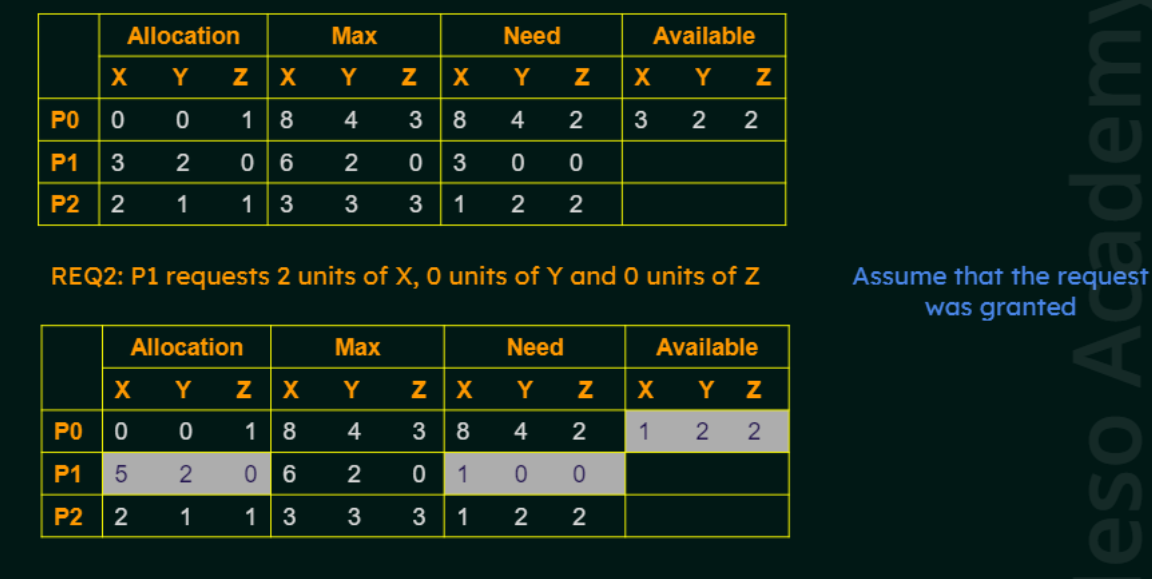 Allocation Max Need Available
X Y Z X Y Z X Y Z X Y Z
P0 0 0 1 8 4 3 8 4 2 3 2 2
P1 3 2 0 6 2 0 3 0 0
P2 2 1 1 3 3 3 1 2 2
REQ2: P1 requests 2 units of X, 0 units of Y and 0 units of Z
Assume that the request
was granted
Allocation Max Need Available
X Y Z X Y Z X Y Z X Y Z
P0 0 0 1 8 4 3 8 4 2 1 2 2
P1 5 2 0 6 2 0 1 0 0
P2 2 1 1 3 3 3 1 2 2
eso Academy